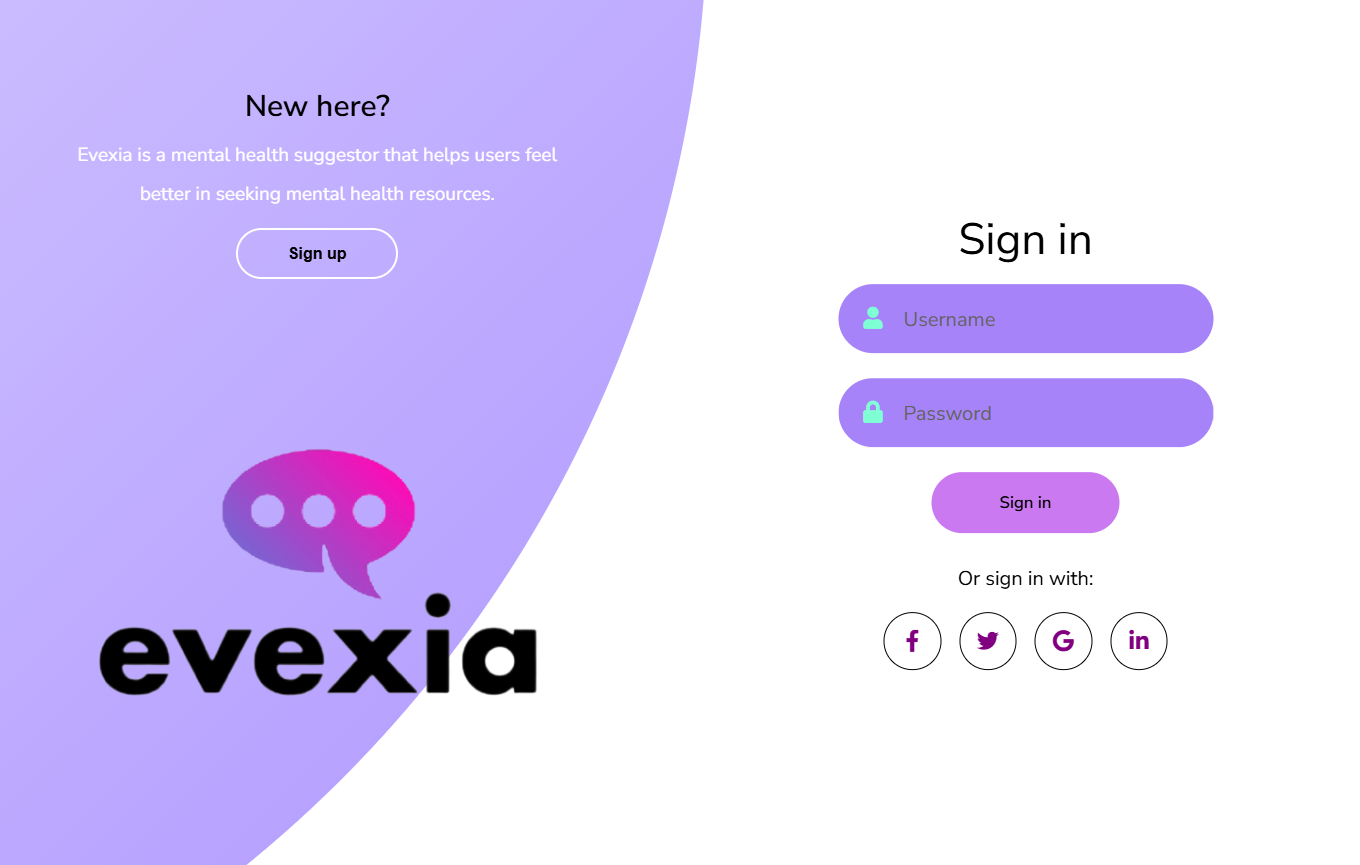 New here?
Evexia is a mental health suggestor that helps users feel
better in seeking mental health resources.
Sign up
evexia
Sign in
Username
Password
Sign in
Or sign in with: